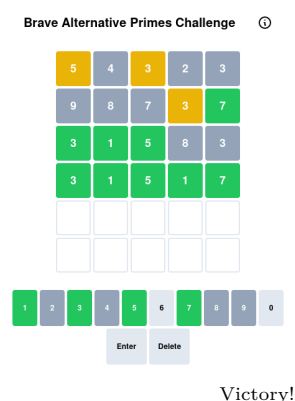 Brave Alternative Primes Challenge
5 4 3 2 3
9 8 7 3 7
3 1 5 8 3
3 1 5 1 7
1 2 3 4 5 6 7 8 9 0
Enter Delete
Victory!